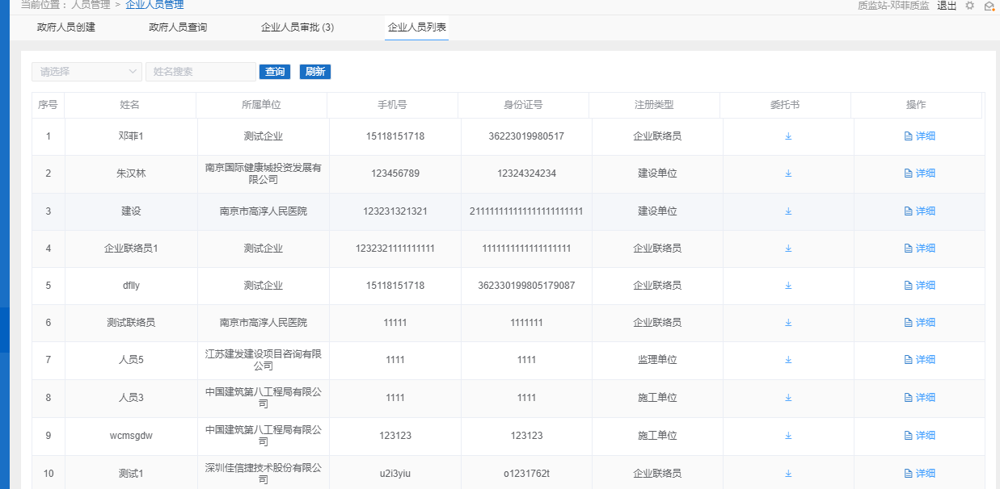 当前位置： 人员管理 > 企业人员管理
质监站-邓菲质监 退出
政府人员创建 政府人员查询 企业人员审批 (3) 企业人员列表
请选择 姓名搜索 查询 刷新
序号 姓名 所属单位 手机号 身份证号 注册类型 委托书 操作
1 邓菲1 测试企业 15118151718 36223019980517 企业联络员 详细
2 朱汉林 南京国际健康城投资发展有限公司 123456789 12324324234 建设单位 详细
3 建设 南京市高淳人民医院 123231321321 211111111111111111111111 建设单位 详细
4 企业联络员1 测试企业 1232321111111111 1111111111111111111 企业联络员 详细
5 dflly 测试企业 15118151718 362330199805179087 企业联络员 详细
6 测试联络员 南京市高淳人民医院 11111 1111111 企业联络员 详细
7 人员5 江苏建发建设项目咨询有限公司 1111 1111 监理单位 详细
8 人员3 中国建筑第八工程局有限公司 1111 1111 施工单位 详细
9 wcmsgdw 中国建筑第八工程局有限公司 123123 123123 施工单位 详细
10 测试1 深圳佳信捷技术股份有限公司 u2i3yiu o1231762t 企业联络员 详细